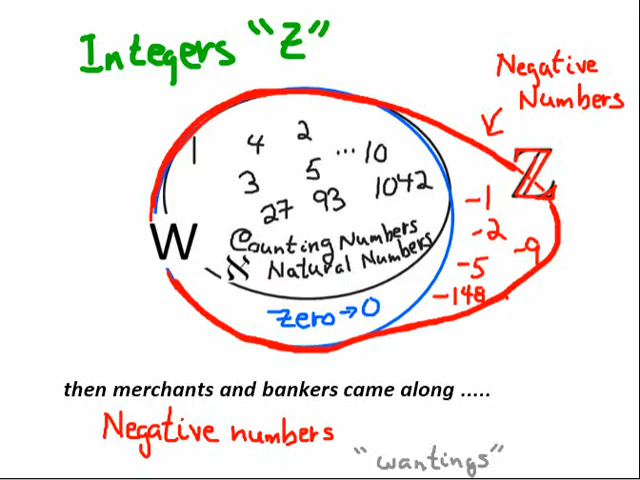 Integers "Z"
Negative
Numbers
1 4 2
3 5 ... 10
27 93 1042
ℤ
-1
-2
-9
-5
-148
W
Counting Numbers
ℵ Natural Numbers
zero→0
then merchants and bankers came along .....
Negative numbers
"wantings"